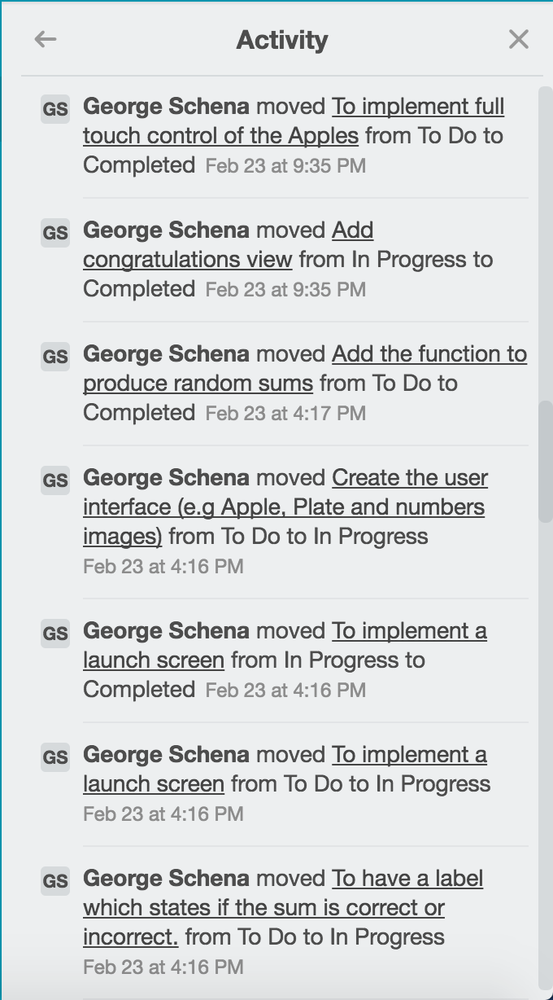 Activity
GS George Schena moved To implement full
touch control of the Apples from To Do to
Completed Feb 23 at 9:35 PM
GS George Schena moved Add
congratulations view from In Progress to
Completed Feb 23 at 9:35 PM
GS George Schena moved Add the function to
produce random sums from To Do to
Completed Feb 23 at 4:17 PM
GS George Schena moved Create the user
interface (e.g Apple, Plate and numbers
images) from To Do to In Progress
Feb 23 at 4:16 PM
GS George Schena moved To implement a
launch screen from In Progress to
Completed Feb 23 at 4:16 PM
GS George Schena moved To implement a
launch screen from To Do to In Progress
Feb 23 at 4:16 PM
GS George Schena moved To have a label
which states if the sum is correct or
incorrect. from To Do to In Progress
Feb 23 at 4:16 PM